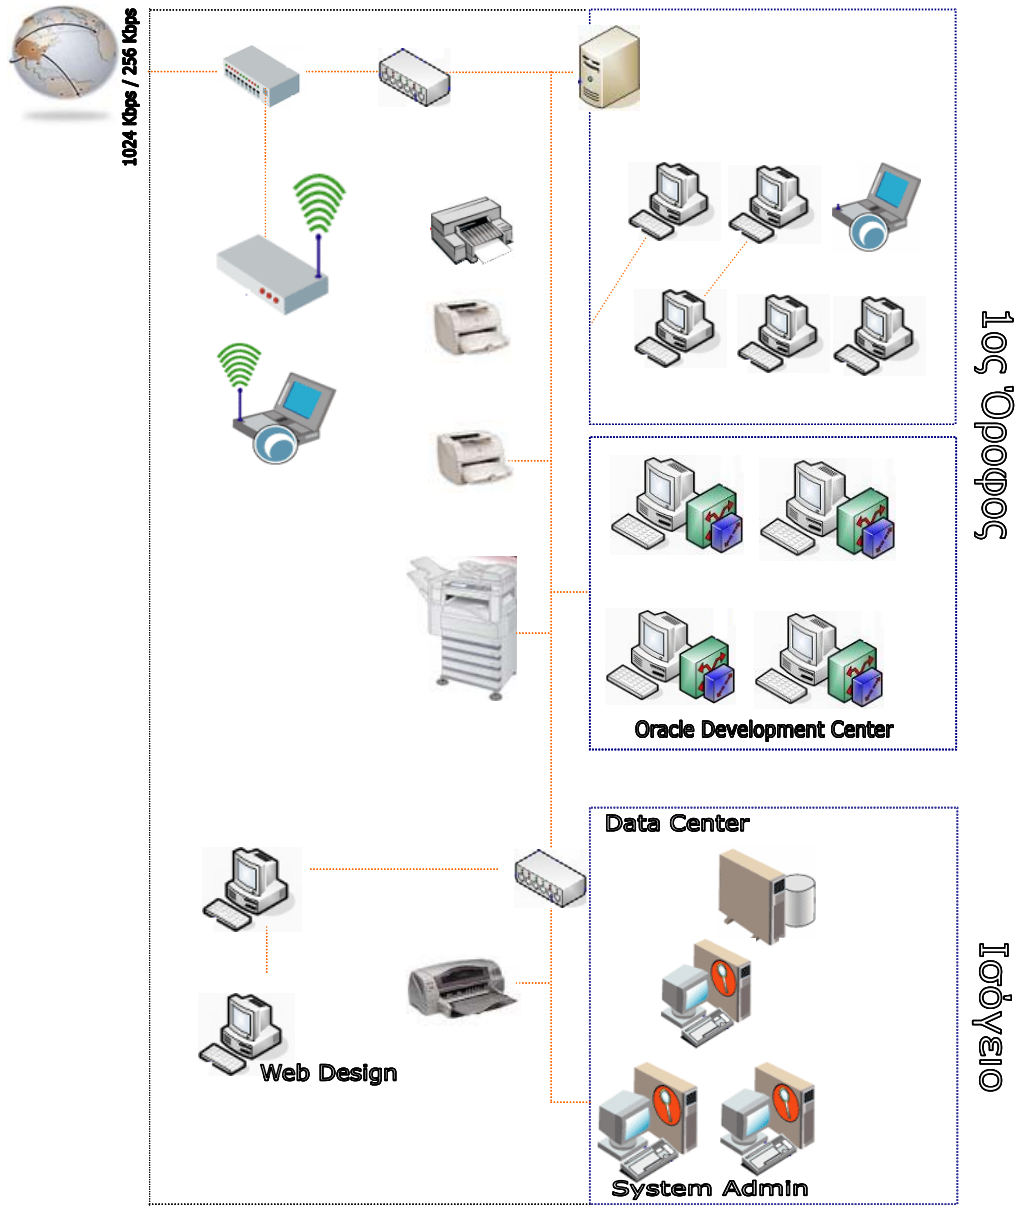 1024 Kbps / 256 Kbps
1ος Όροφος
Oracle Development Center
Data Center
Ισόγειο
Web Design
System Admin